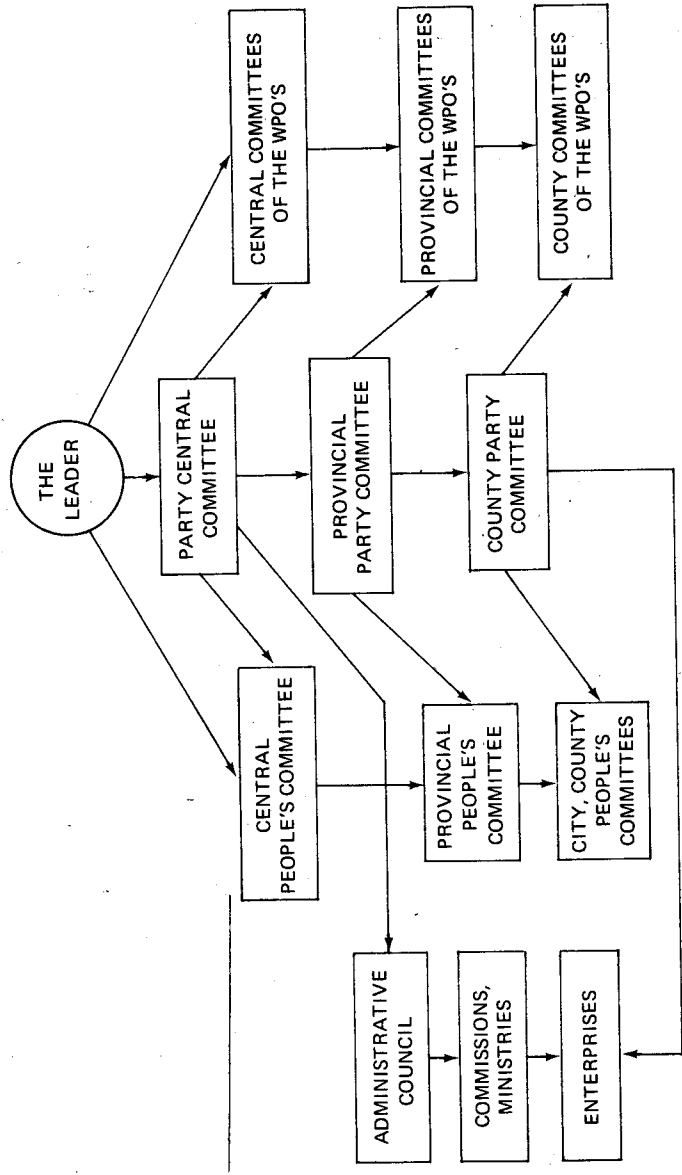 THE
LEADER
PARTY CENTRAL
COMMITTEE
CENTRAL COMMITTEES
OF THE WPO'S
CENTRAL
PEOPLE'S COMMITTEE
PROVINCIAL
PARTY COMMITTEE
PROVINCIAL COMMITTEES
OF THE WPO'S
ADMINISTRATIVE
COUNCIL
PROVINCIAL
PEOPLE'S
COMMITTEE
COUNTY PARTY
COMMITTEE
COUNTY COMMITTEES
OF THE WPO'S
COMMISSIONS,
MINISTRIES
CITY, COUNTY
PEOPLE'S
COMMITTEES
ENTERPRISES